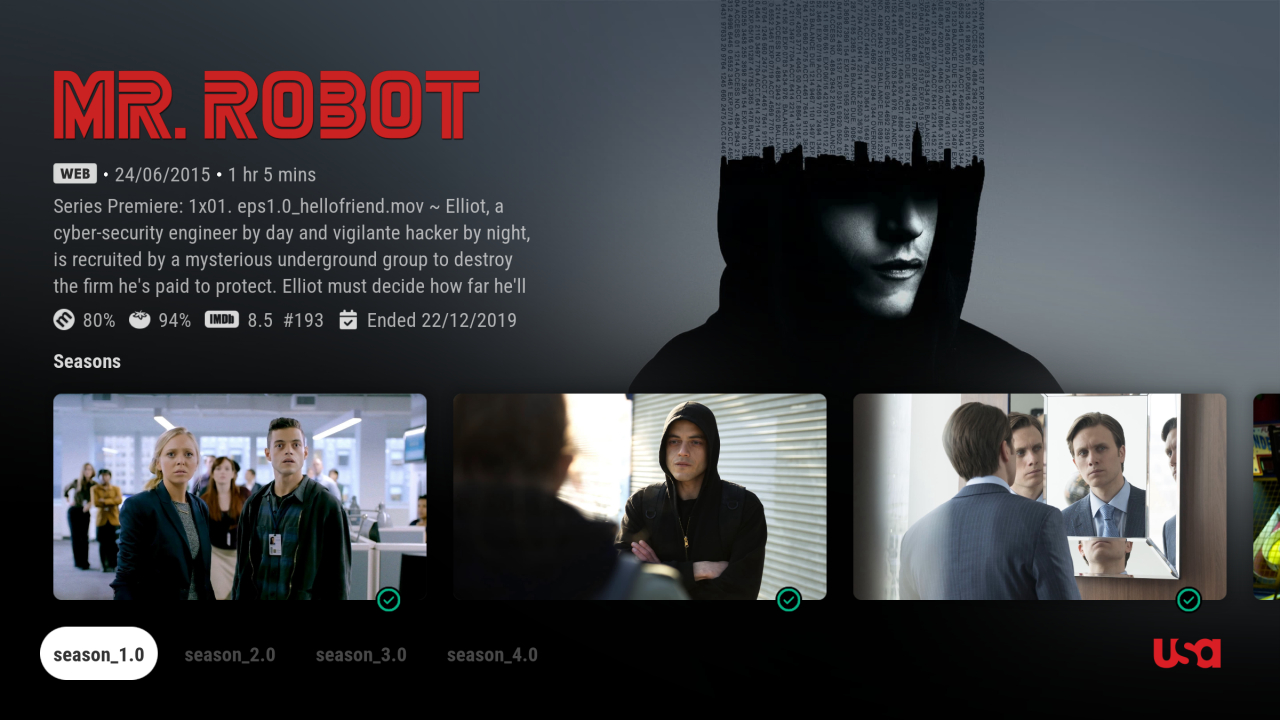 MR. ROBOT
WEB • 24/06/2015 • 1 hr 5 mins
Series Premiere: 1x01. eps1.0_hellofriend.mov ~ Elliot, a
cyber-security engineer by day and vigilante hacker by night,
is recruited by a mysterious underground group to destroy
the firm he's paid to protect. Elliot must decide how far he'll
80% 94% IMDb 8.5 #193 Ended 22/12/2019
Seasons
season_1.0 season_2.0 season_3.0 season_4.0
usa